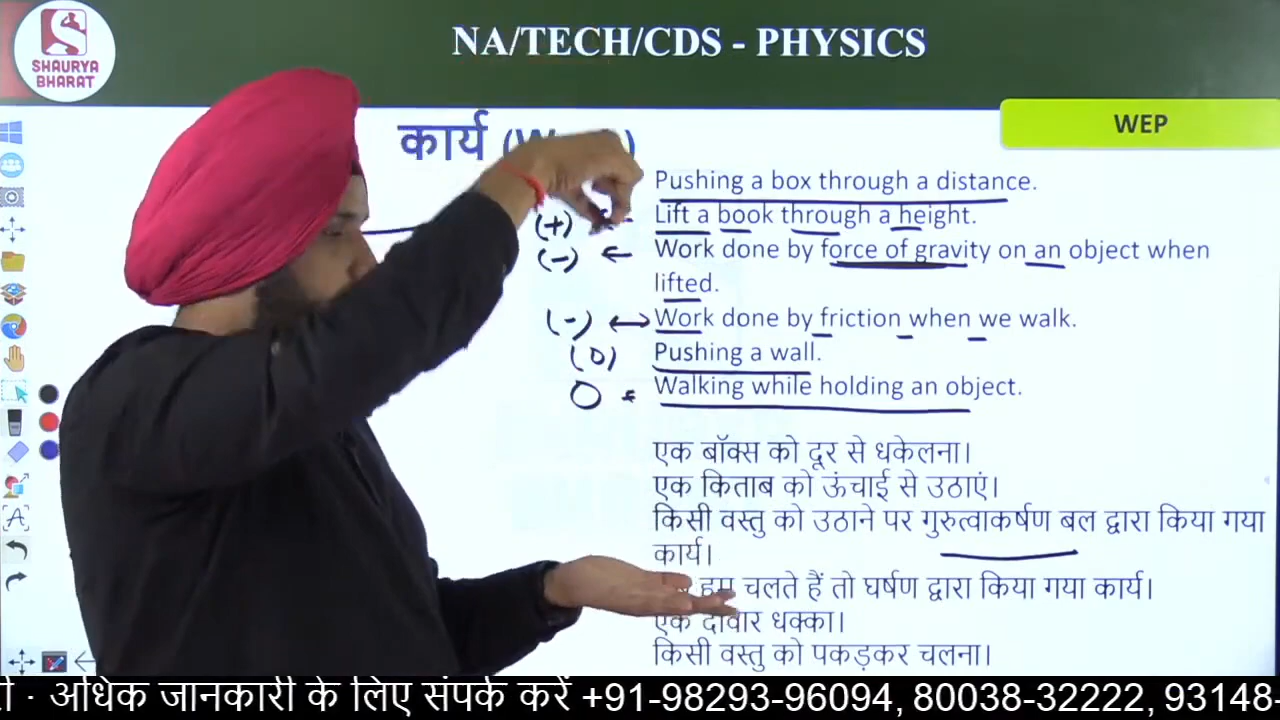 SHAURYA
BHARAT
NA/TECH/CDS - PHYSICS
WEP
कार्य
Pushing a box through a distance.
(+) Lift a book through a height.
(-) ← Work done by force of gravity on an object when
lifted.
(-) ↔ Work done by friction when we walk.
(0) Pushing a wall.
0 Walking while holding an object.
एक बॉक्स को दूर से धकेलना।
एक किताब को ऊंचाई से उठाएं।
किसी वस्तु को उठाने पर गुरुत्वाकर्षण बल द्वारा किया गया
कार्य।
हम चलते हैं तो घर्षण द्वारा किया गया कार्य।
एक दीवार धक्का।
किसी वस्तु को पकड़कर चलना।
· अधिक जानकारी के लिए संपर्क करें +91-98293-96094, 80038-32222, 93148-